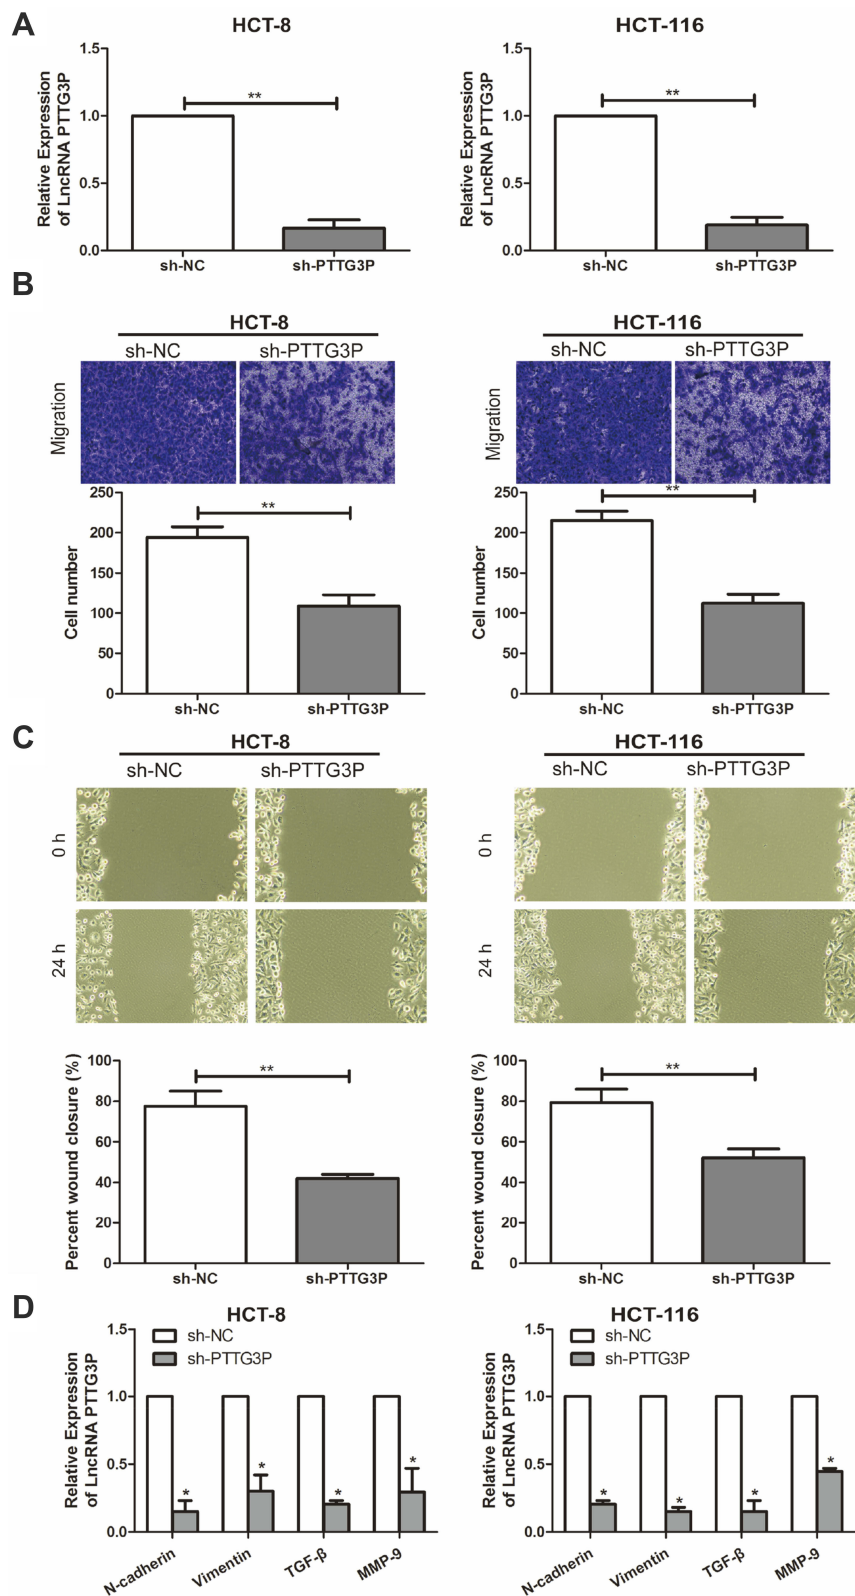 A
HCT-8
Relative Expression
of LncRNA PTTG3P
1.5
1.0
0.5
0.0
**
sh-NC
sh-PTTG3P
HCT-116
Relative Expression
of LncRNA PTTG3P
1.5
1.0
0.5
0.0
**
sh-NC
sh-PTTG3P
B
HCT-8
sh-NC
sh-PTTG3P
Migration
HCT-116
sh-NC
sh-PTTG3P
Migration
Cell number
250
200
150
100
50
0
**
sh-NC
sh-PTTG3P
Cell number
250
200
150
100
50
0
**
sh-NC
sh-PTTG3P
C
HCT-8
sh-NC
sh-PTTG3P
0 h
24 h
HCT-116
sh-NC
sh-PTTG3P
0 h
24 h
Percent wound closure (%)
100
80
60
40
20
0
**
sh-NC
sh-PTTG3P
Percent wound closure (%)
100
80
60
40
20
0
**
sh-NC
sh-PTTG3P
D
HCT-8
Relative Expression
of LncRNA PTTG3P
1.5
1.0
0.5
0.0
sh-NC
sh-PTTG3P
*
*
*
*
N-cadherin
Vimentin
TGF-β
MMP-9
HCT-116
Relative Expression
of LncRNA PTTG3P
1.5
1.0
0.5
0.0
sh-NC
sh-PTTG3P
*
*
*
*
N-cadherin
Vimentin
TGF-β
MMP-9